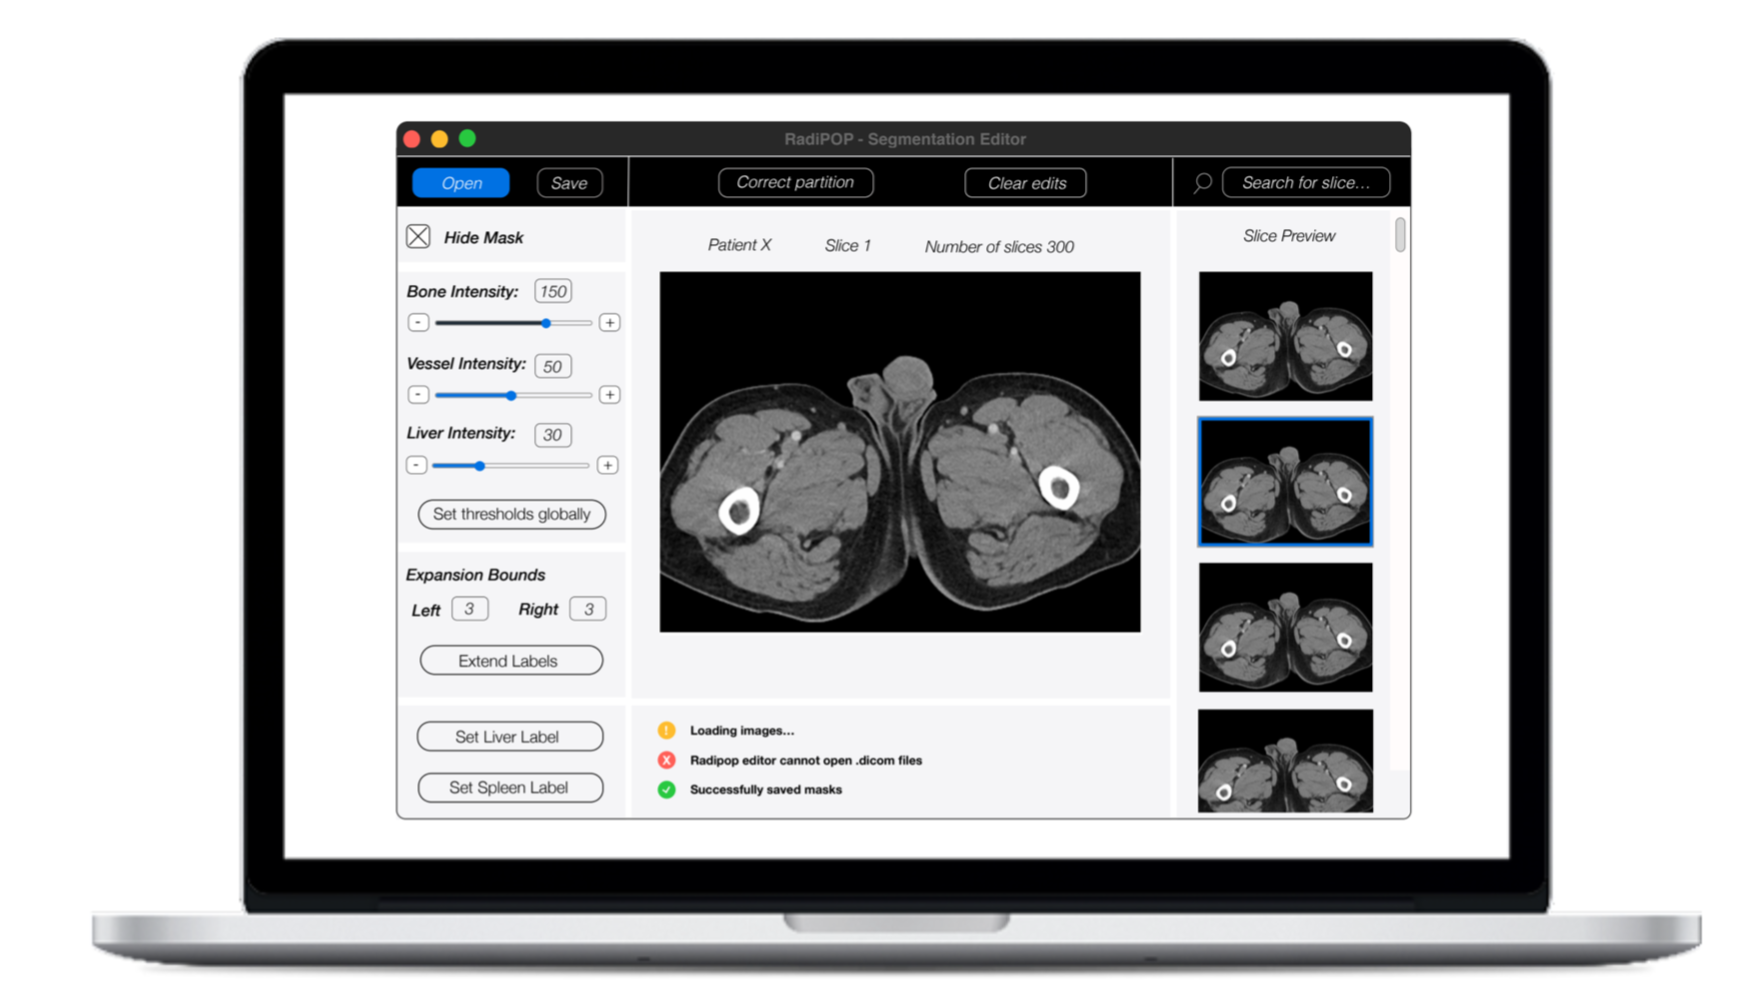 RadiPOP - Segmentation Editor
Open Save Correct partition Clear edits Search for slice...
Hide Mask
Bone Intensity: 150
- +
Vessel Intensity: 50
- +
Liver Intensity: 30
- +
Set thresholds globally
Expansion Bounds
Left 3 Right 3
Extend Labels
Set Liver Label
Set Spleen Label
Patient X Slice 1 Number of slices 300
! Loading images...
X Radipop editor cannot open .dicom files
Successfully saved masks
Slice Preview